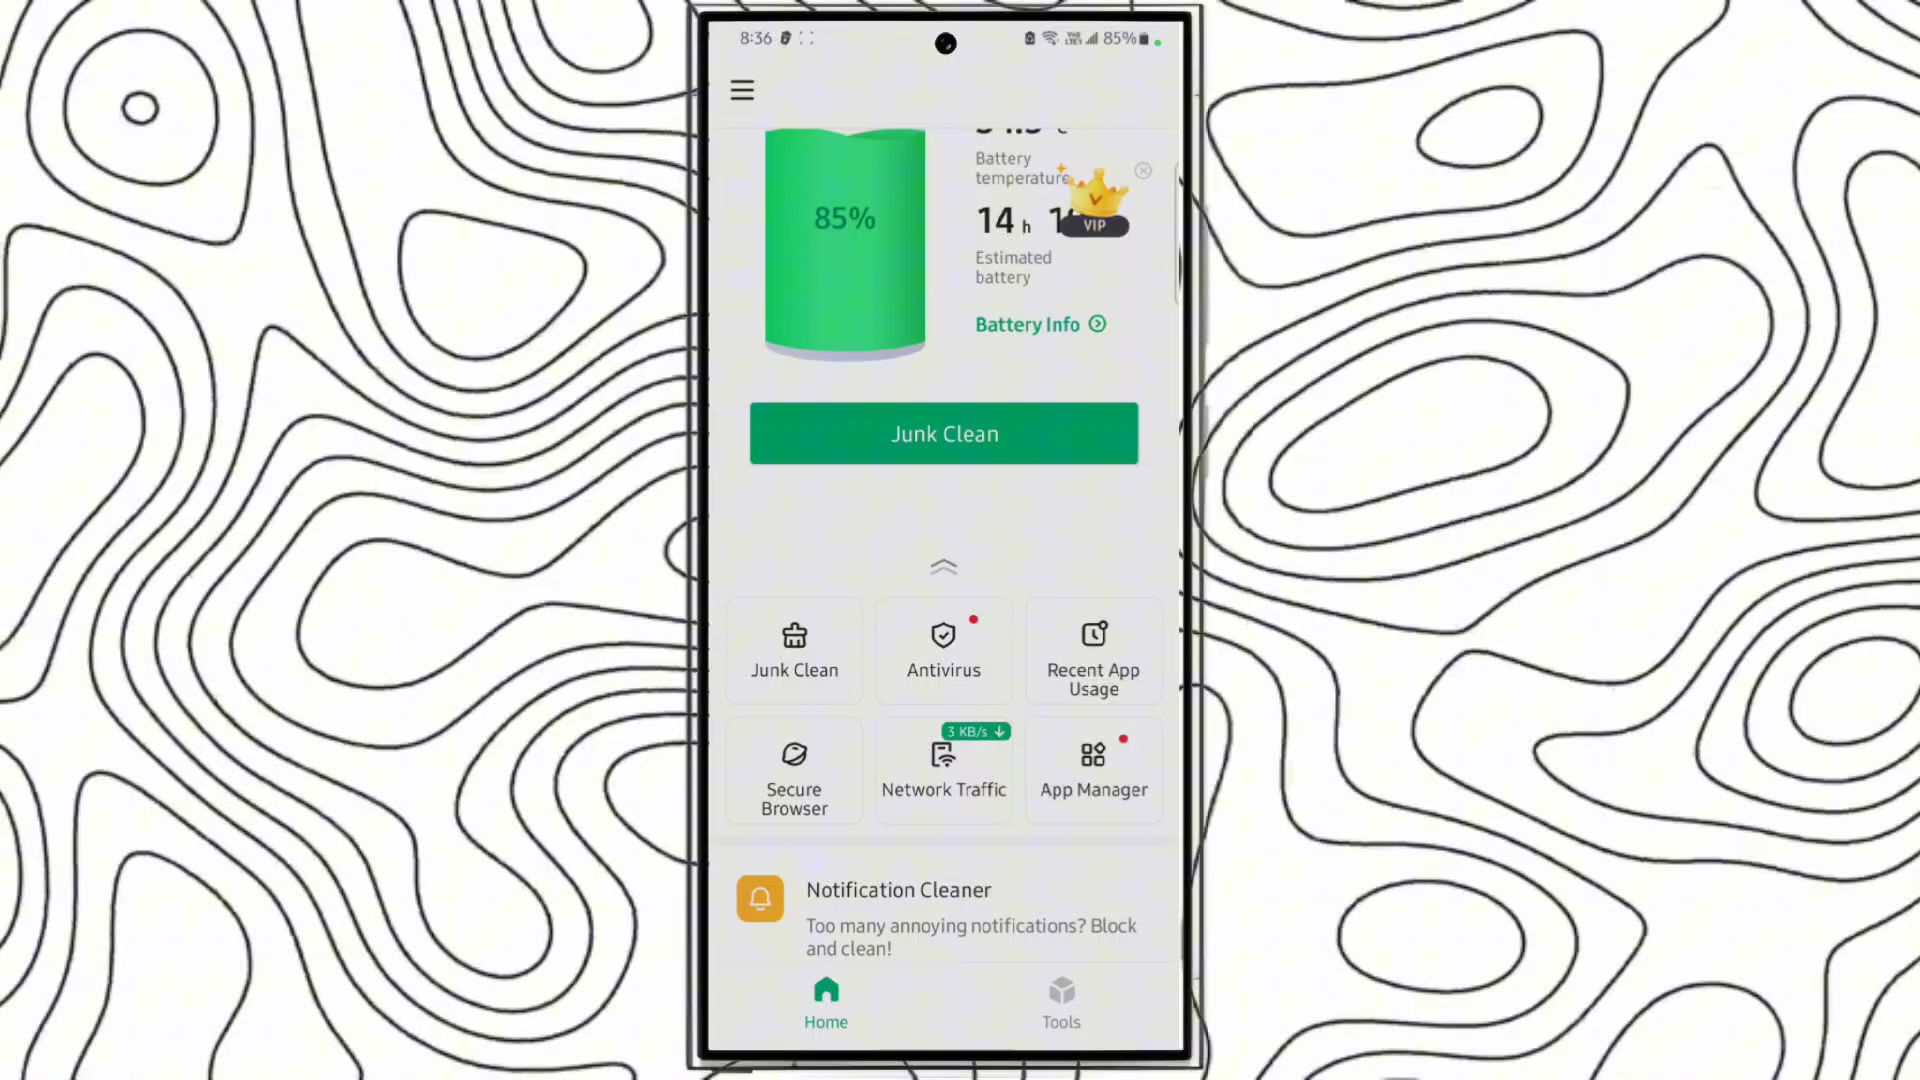 8:36
85%
85%
Battery
temperature
VIP
14 h
Estimated
battery
Battery Info
Junk Clean
Junk Clean
Antivirus
Recent App
Usage
3 KB/s
Secure
Browser
Network Traffic
App Manager
Notification Cleaner
Too many annoying notifications? Block
and clean!
Home
Tools